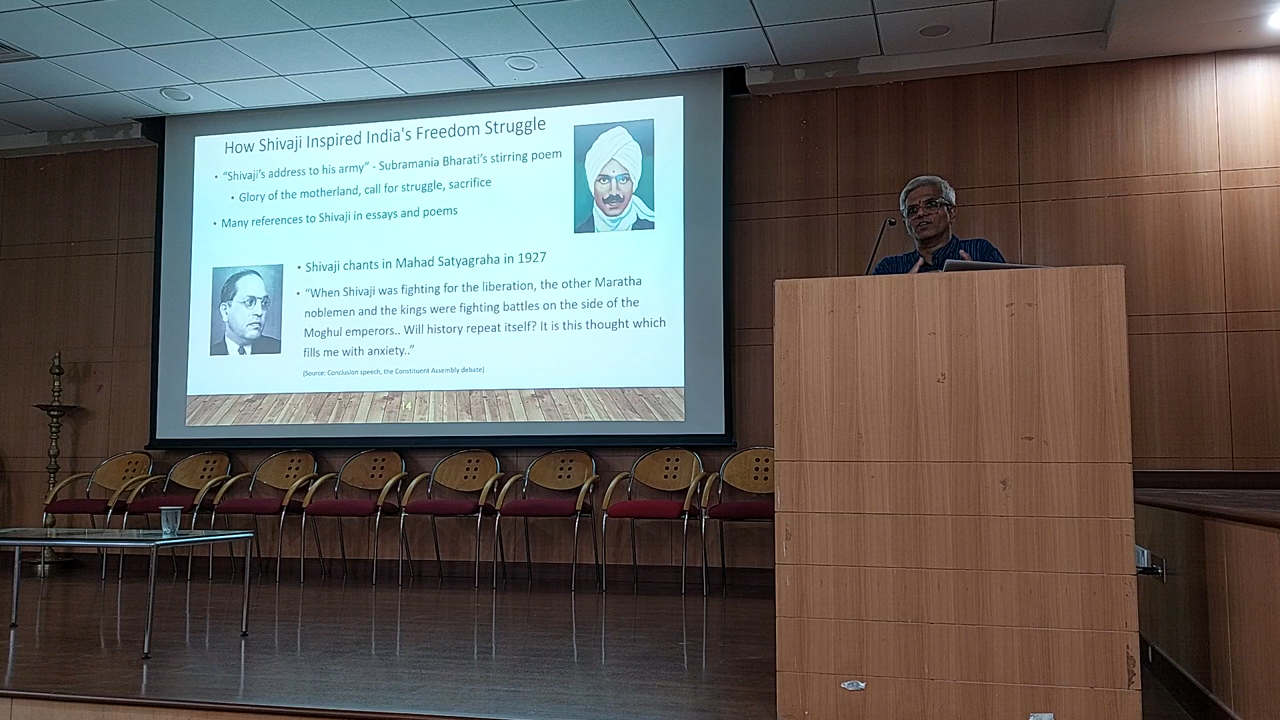 How Shivaji Inspired India's Freedom Struggle
• "Shivaji's address to his army" - Subramania Bharati's stirring poem
• Glory of the motherland, call for struggle, sacrifice
• Many references to Shivaji in essays and poems
• Shivaji chants in Mahad Satyagraha in 1927
• "When Shivaji was fighting for the liberation, the other Maratha
noblemen and the kings were fighting battles on the side of the
Moghul emperors.. Will history repeat itself? It is this thought which
fills me with anxiety.."
(Source: Conclusion speech, the Constituent Assembly debate)